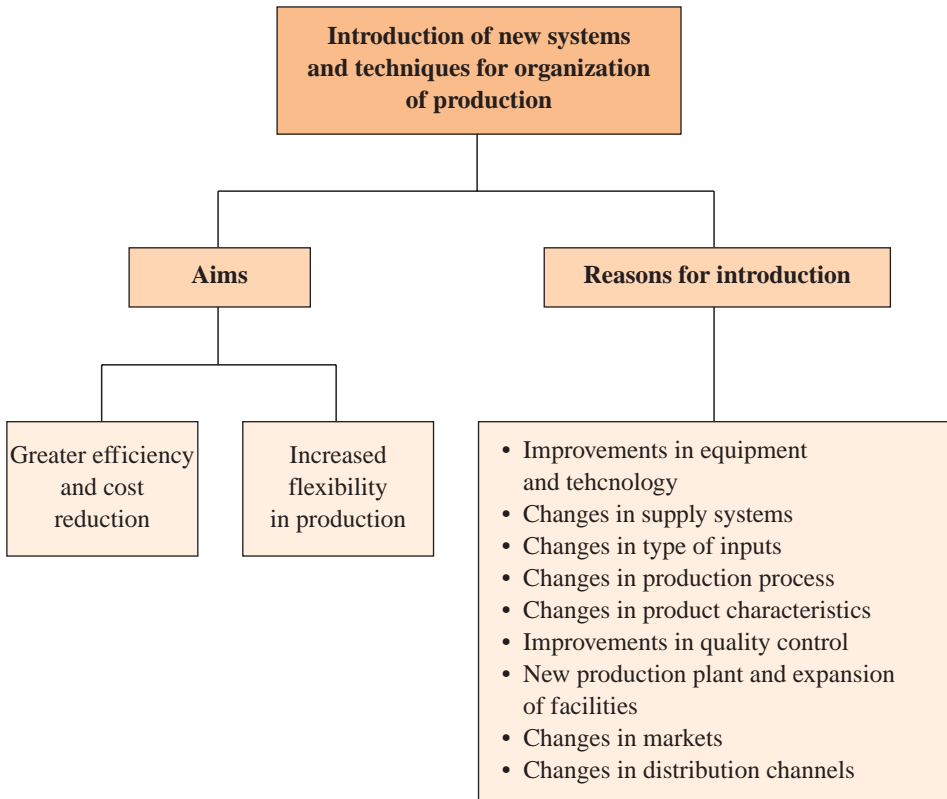 Introduction of new systems
and techniques for organization
of production
Aims
Reasons for introduction
Greater efficiency
and cost
reduction
Increased
flexibility
in production
• Improvements in equipment
and tehcnology
• Changes in supply systems
• Changes in type of inputs
• Changes in production process
• Changes in product characteristics
• Improvements in quality control
• New production plant and expansion
of facilities
• Changes in markets
• Changes in distribution channels